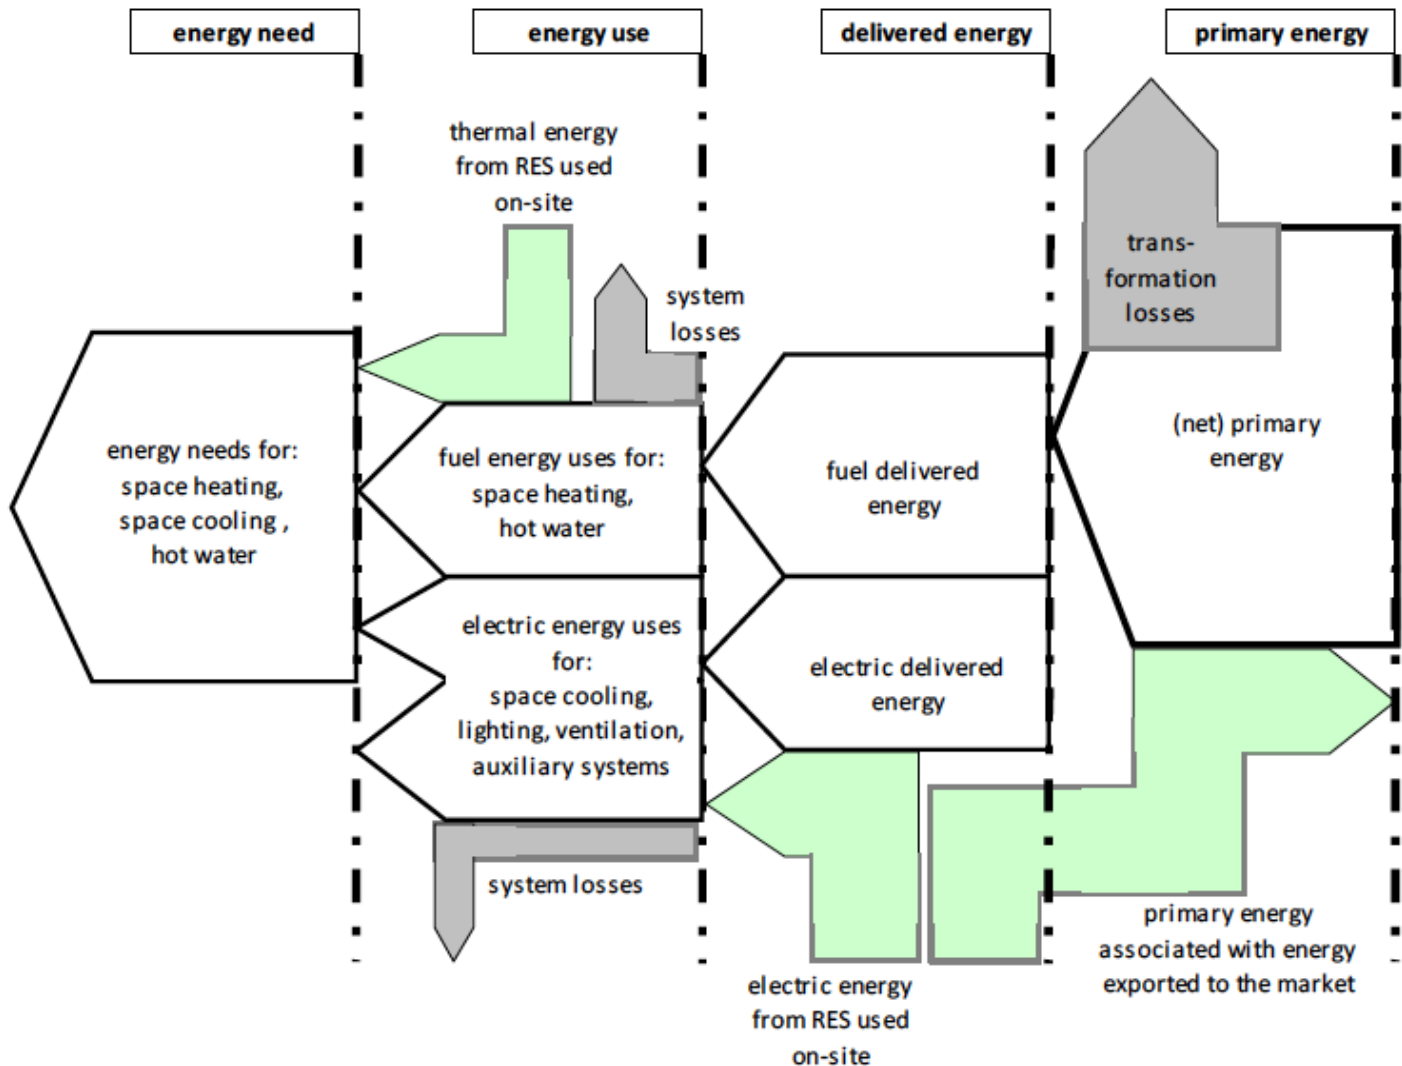 energy need
energy use
delivered energy
primary energy
thermal energy
from RES used
on-site
system
losses
trans-
formation
losses
energy needs for:
space heating,
space cooling ,
hot water
fuel energy uses for:
space heating,
hot water
fuel delivered
energy
(net) primary
energy
electric energy uses
for:
space cooling,
lighting, ventilation,
auxiliary systems
electric delivered
energy
system losses
electric energy
from RES used
on-site
primary energy
associated with energy
exported to the market